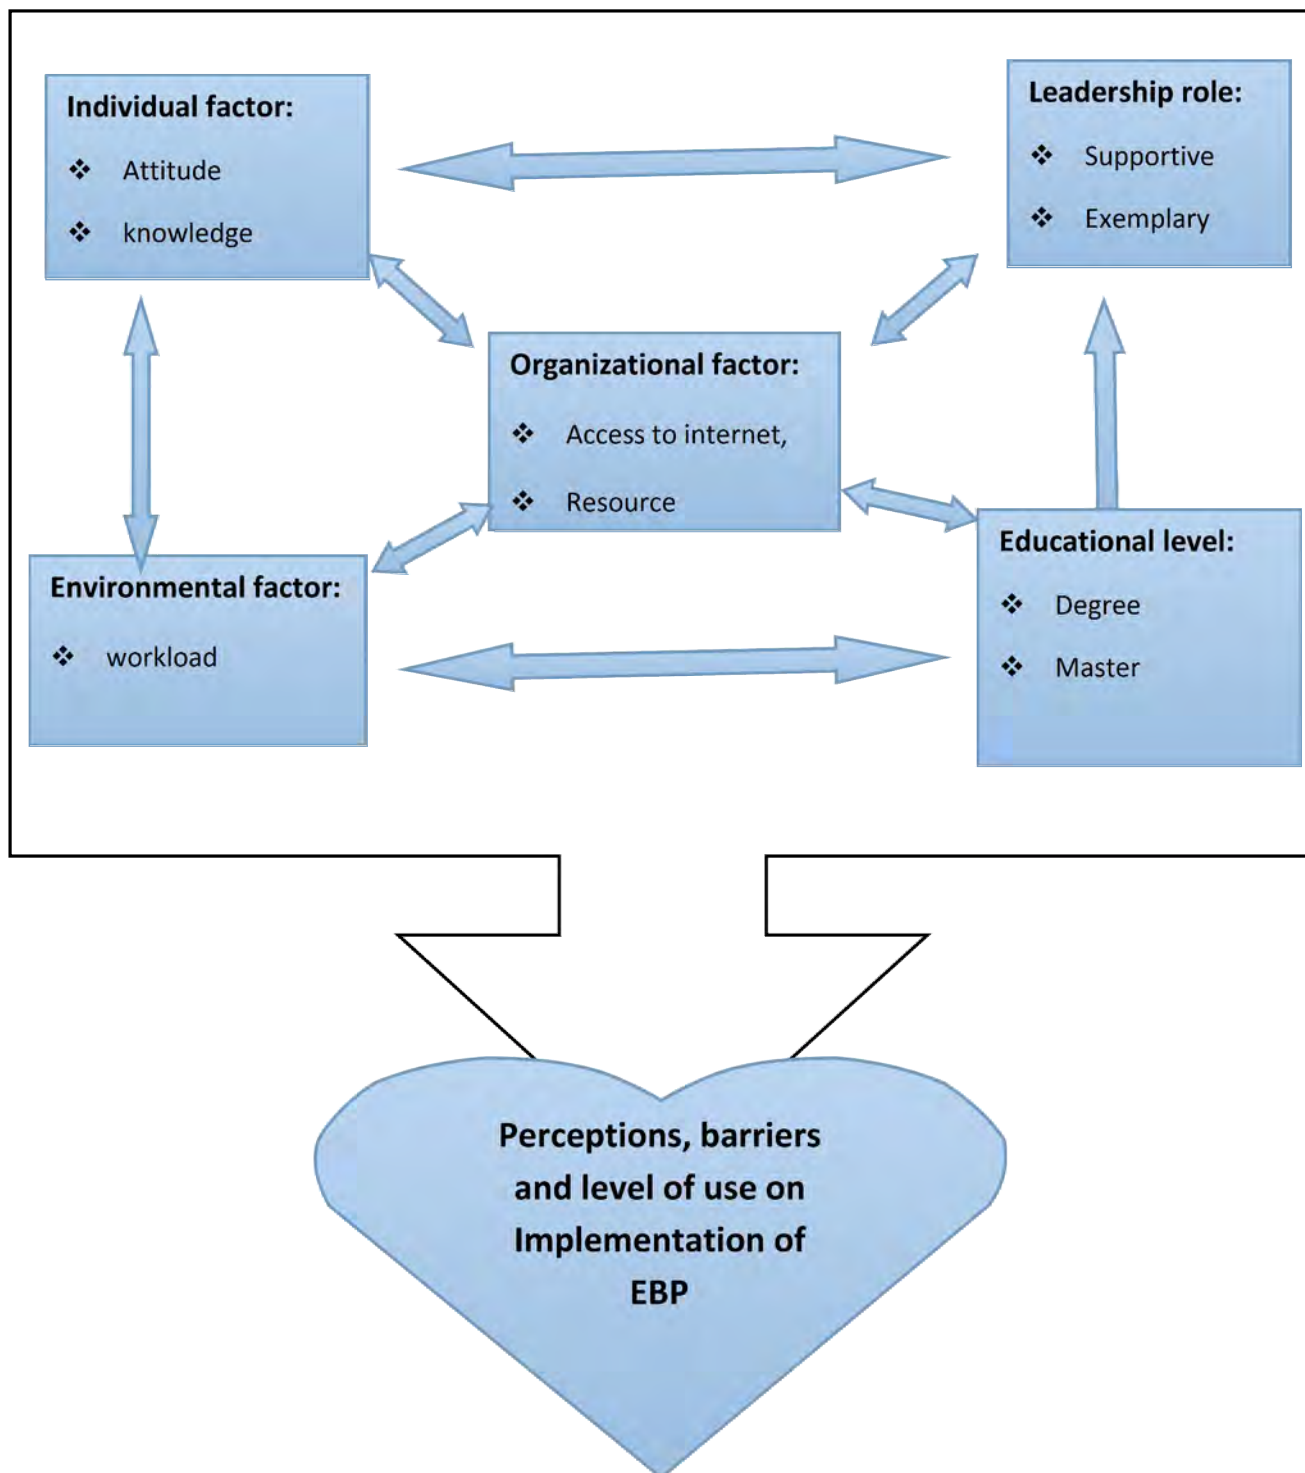 Individual factor:
❖ Attitude
❖ knowledge
Leadership role:
❖ Supportive
❖ Exemplary
Organizational factor:
❖ Access to internet,
❖ Resource
Environmental factor:
❖ workload
Educational level:
❖ Degree
❖ Master
Perceptions, barriers
and level of use on
Implementation of
EBP